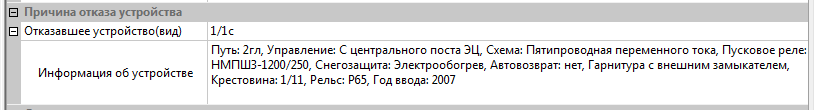 Причина отказа устройства
Отказавшее устройство(вид) 1/1с
Информация об устройстве
Путь: 2гл, Управление: С центрального поста ЭЦ, Схема: Пятипроводная переменного тока, Пусковое реле:
НМПШ3-1200/250, Снегозащита: Электрообогрев, Автовозврат: нет, Гарнитура с внешним замыкателем,
Крестовина: 1/11, Рельс: Р65, Год ввода: 2007